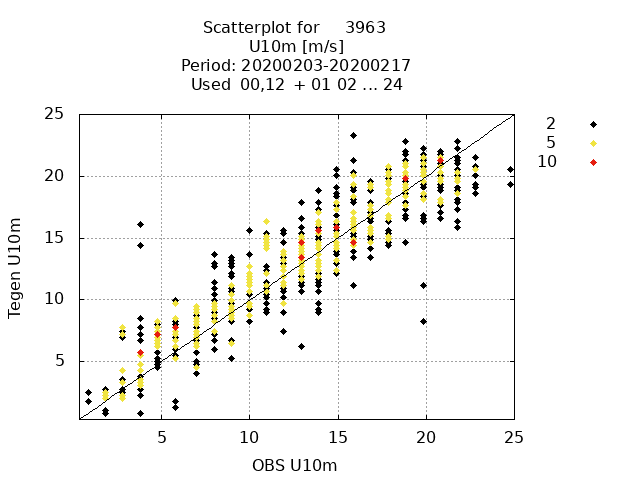 Scatterplot for 3963
U10m [m/s]
Period: 20200203-20200217
Used 00,12 + 01 02 ... 24
2
5
10
25
20
15
10
5
Tegen U10m
5 10 15 20 25
OBS U10m